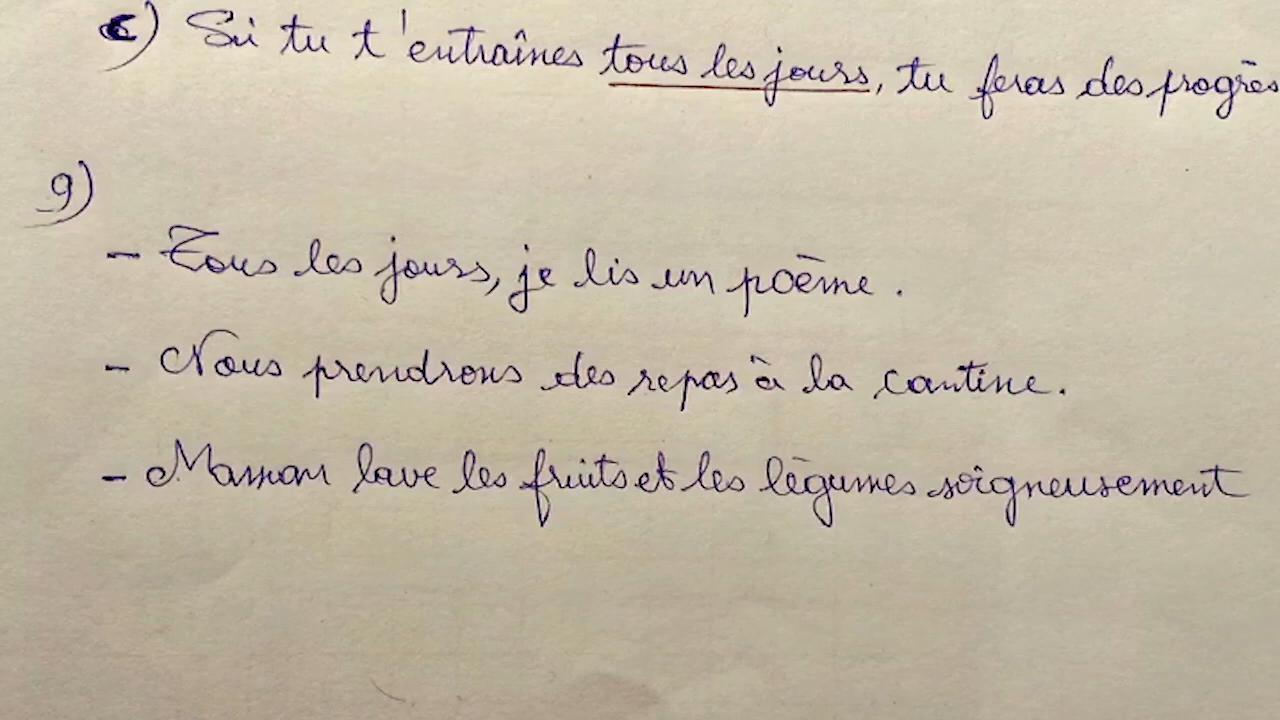 c) Si tu t'entraînes tous les jours, tu feras des progrès
9)
- Tous les jours, je lis un poème.
- Nous prendrons des repas à la cantine.
- Maman lave les fruits et les légumes soigneusement